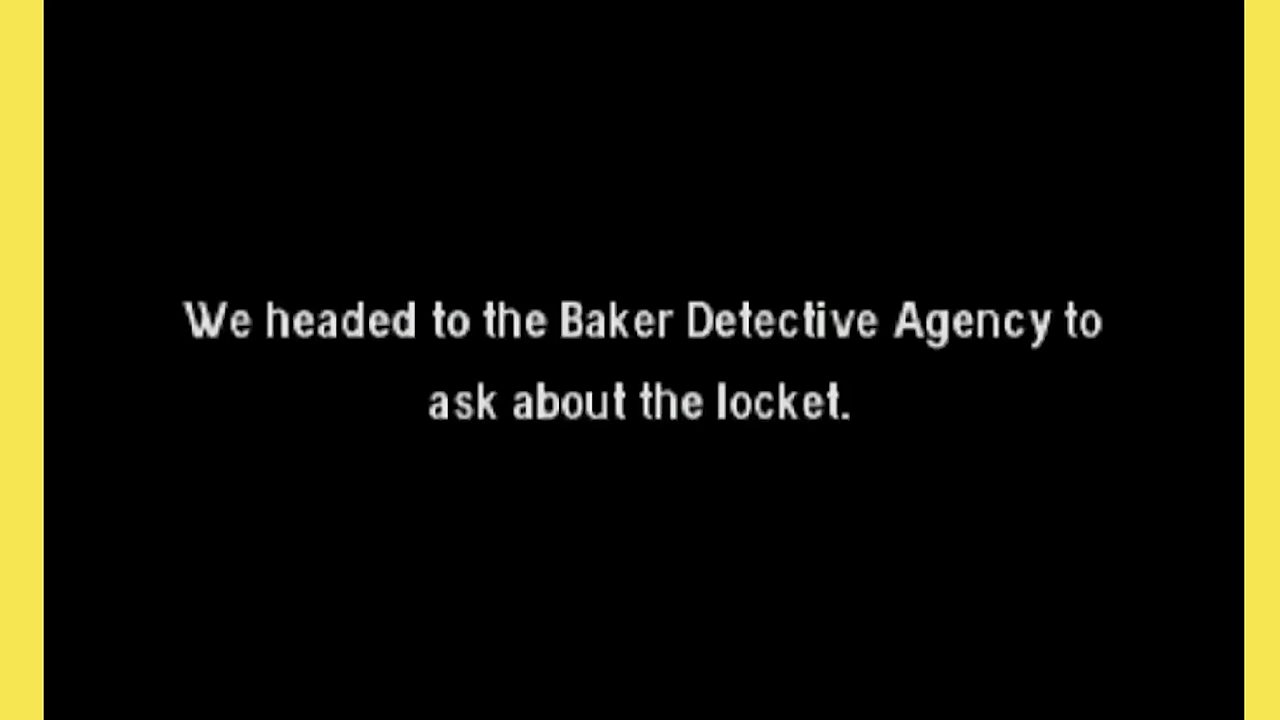 We headed to the Baker Detective Agency to
ask about the locket.